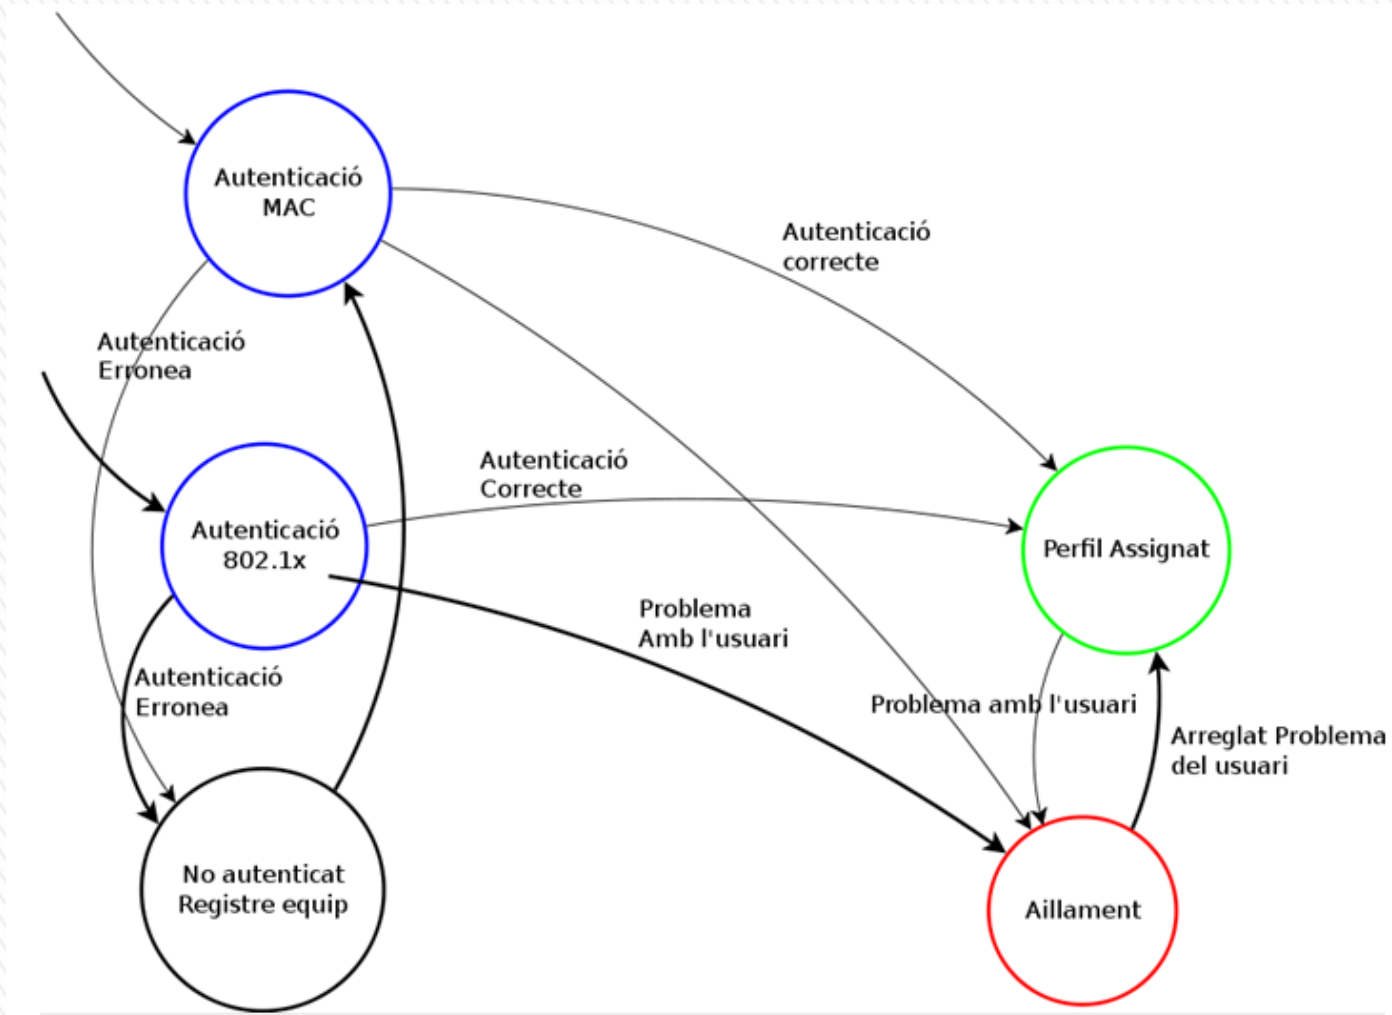 Autenticació
MAC
Autenticació
correcte
Autenticació
Erronea
Autenticació
Correcte
Autenticació
802.1x
Perfil Assignat
Problema
Amb l'usuari
Autenticació
Erronea
Problema amb l'usuari
Arreglat Problema
del usuari
No autenticat
Registre equip
Aillament